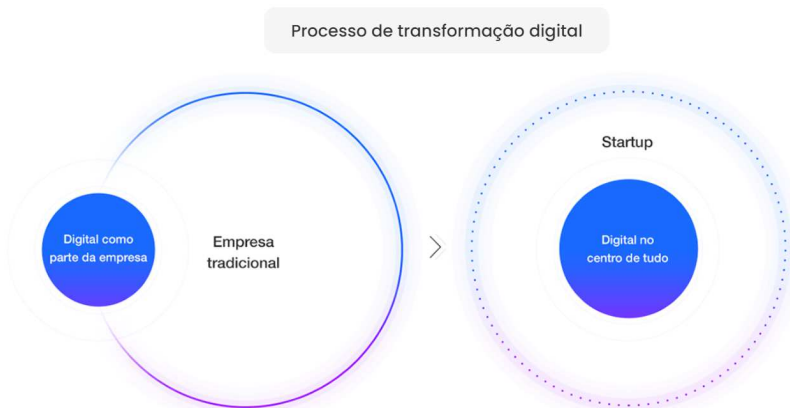 Processo de transformação digital
Digital como
parte da empresa
Empresa
tradicional
Startup
Digital no
centro de tudo